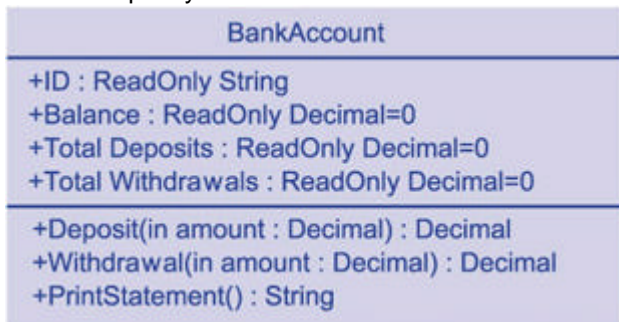 BankAccount
+ID : ReadOnly String
+Balance : ReadOnly Decimal=0
+Total Deposits : ReadOnly Decimal=0
+Total Withdrawals : ReadOnly Decimal=0
+Deposit(in amount : Decimal) : Decimal
+Withdrawal(in amount : Decimal) : Decimal
+PrintStatement() : String